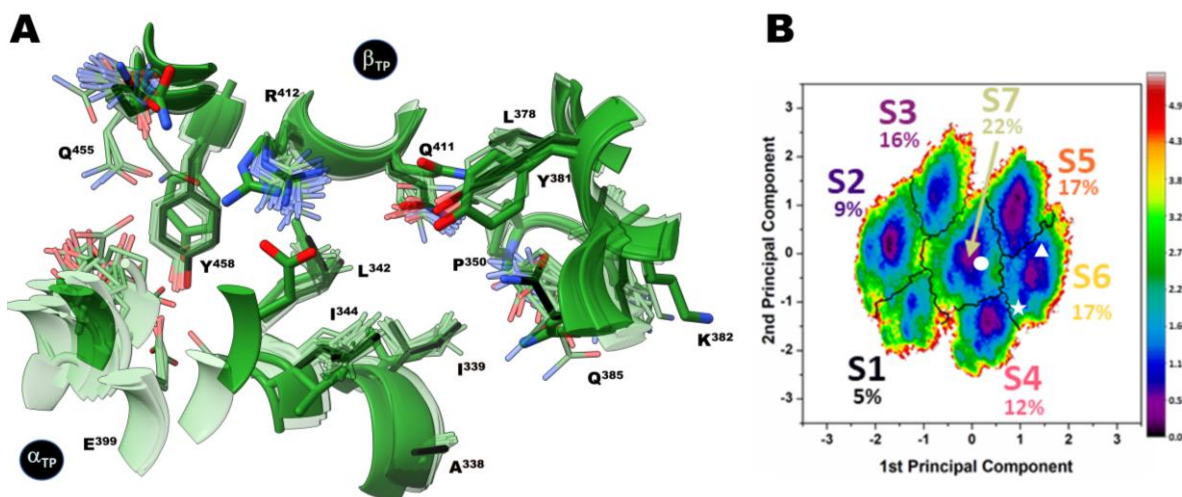 A
β TP
R412
L378
Q411
Y381
Q455
Y458
L342
P350
I344
I339
K382
Q385
E399
A338
α TP
B
S7
22%
S3
16%
S5
17%
S2
9%
S6
17%
S1
5%
S4
12%
2nd Principal Component
3
2
1
0
-1
-2
-3
-3 -2 -1 0 1 2 3
1st Principal Component
4.9
4.4
3.8
3.3
2.7
2.2
1.6
1.1
0.5
0.0